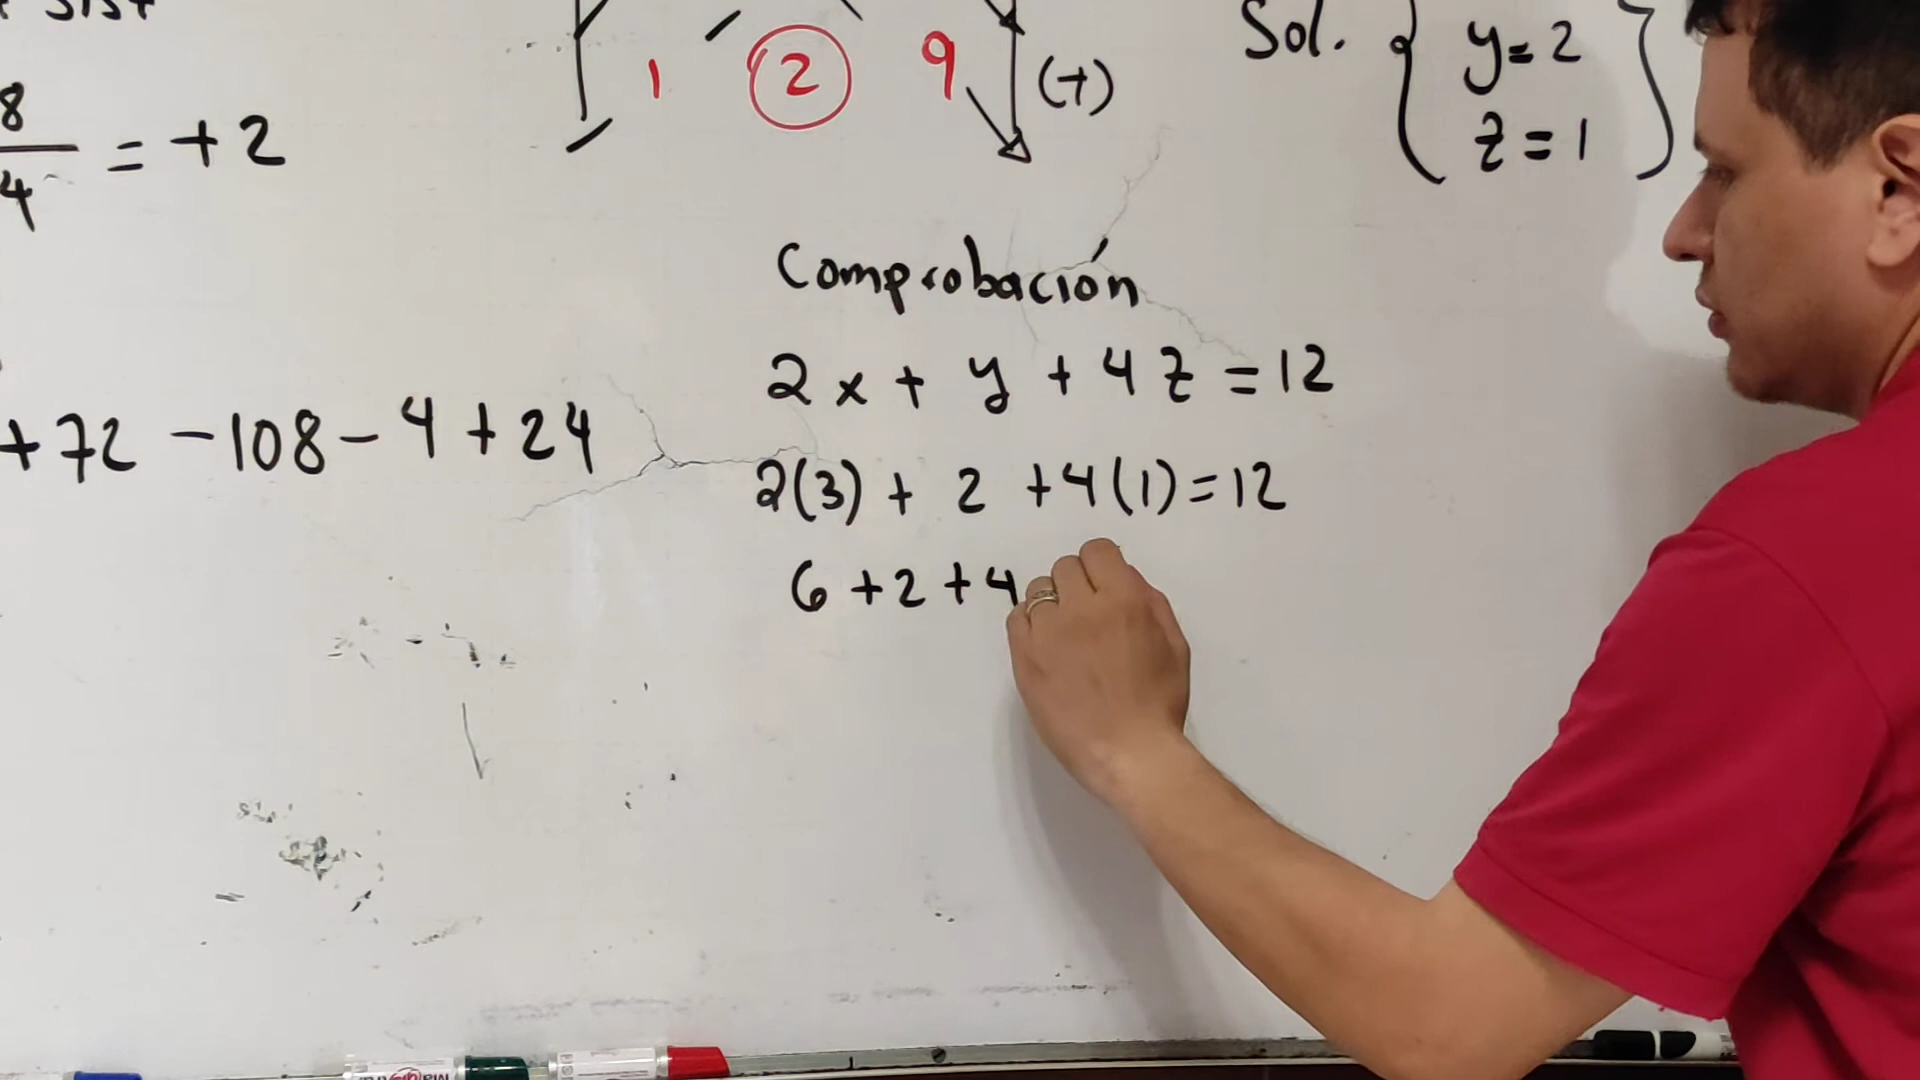 8
4
= +2
1 2 9 (+)
Sol. { y=2
z=1 }
+72 -108 - 4 + 24
Comprobación
2x + y + 4z = 12
2(3) + 2 + 4(1) = 12
6 + 2 + 4